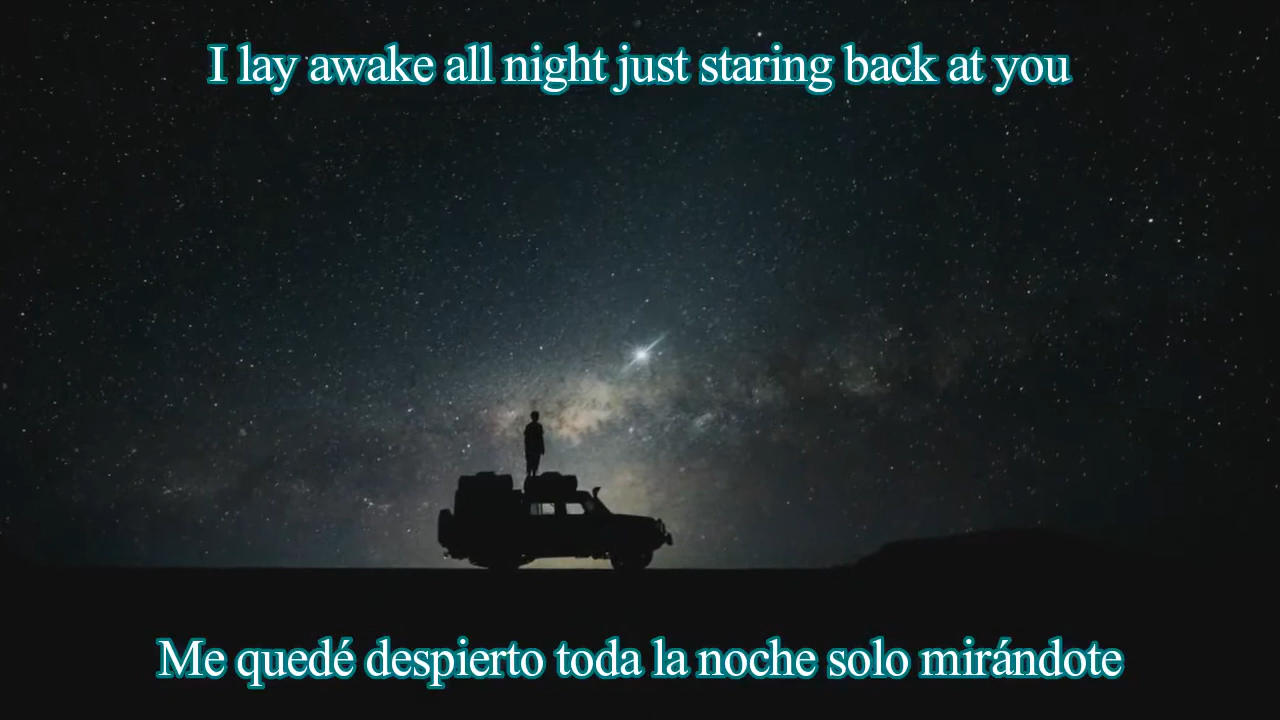 I lay awake all night just staring back at you
Me quedé despierto toda la noche solo mirándote